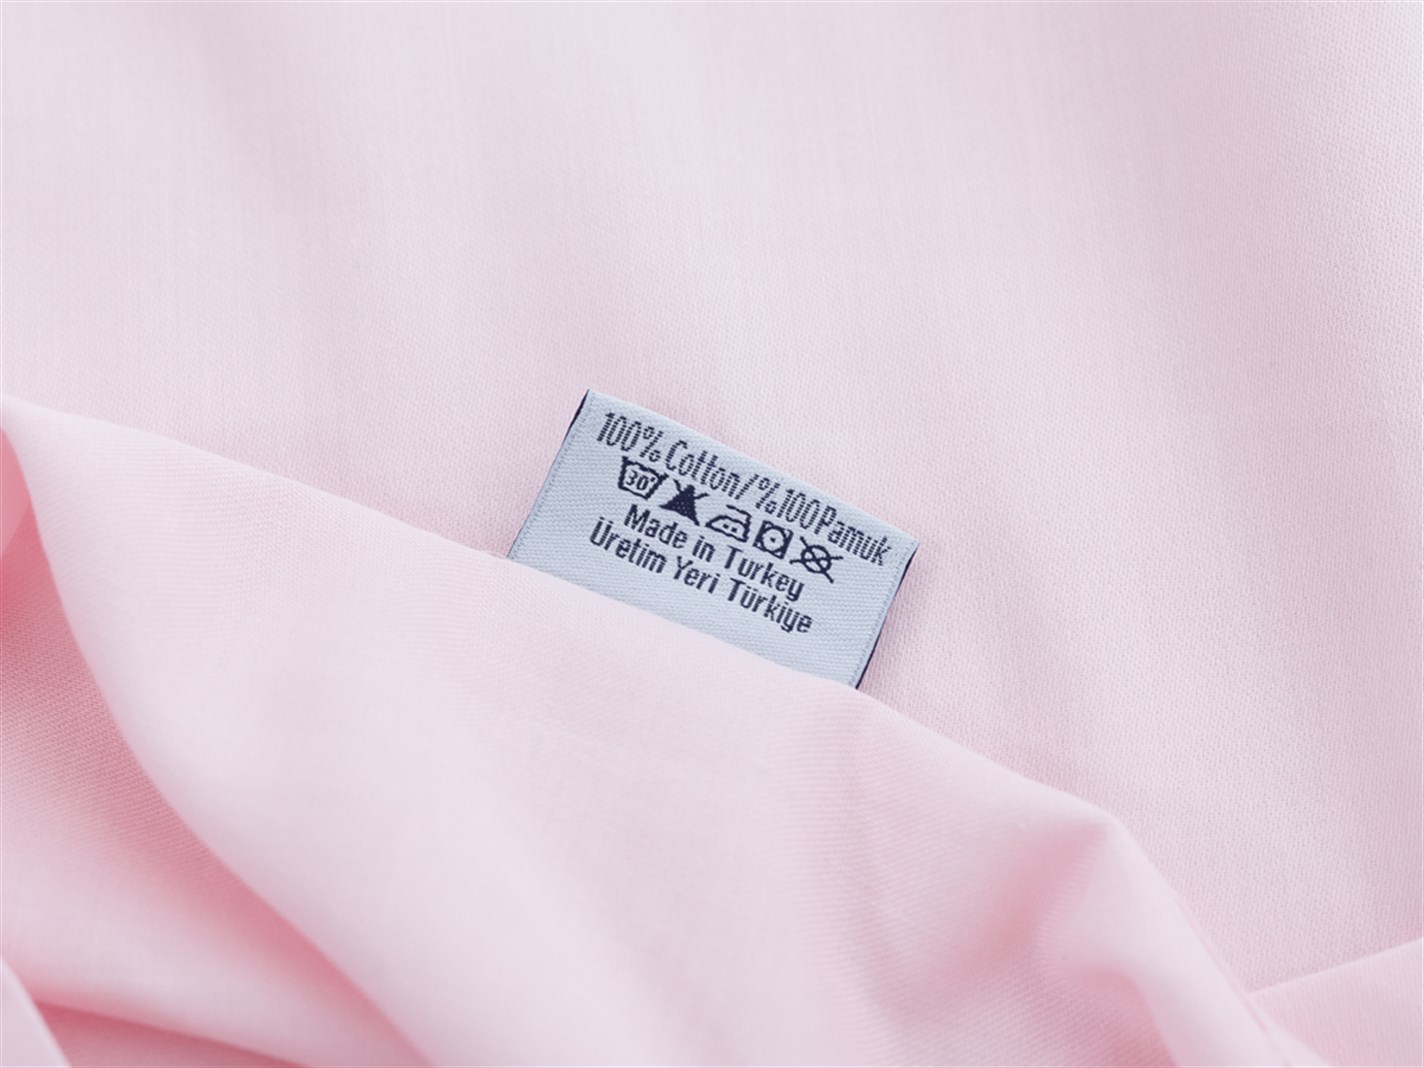 100% Cotton/%100Pamuk
30°
Made in Turkey
Üretim Yeri Türkiye